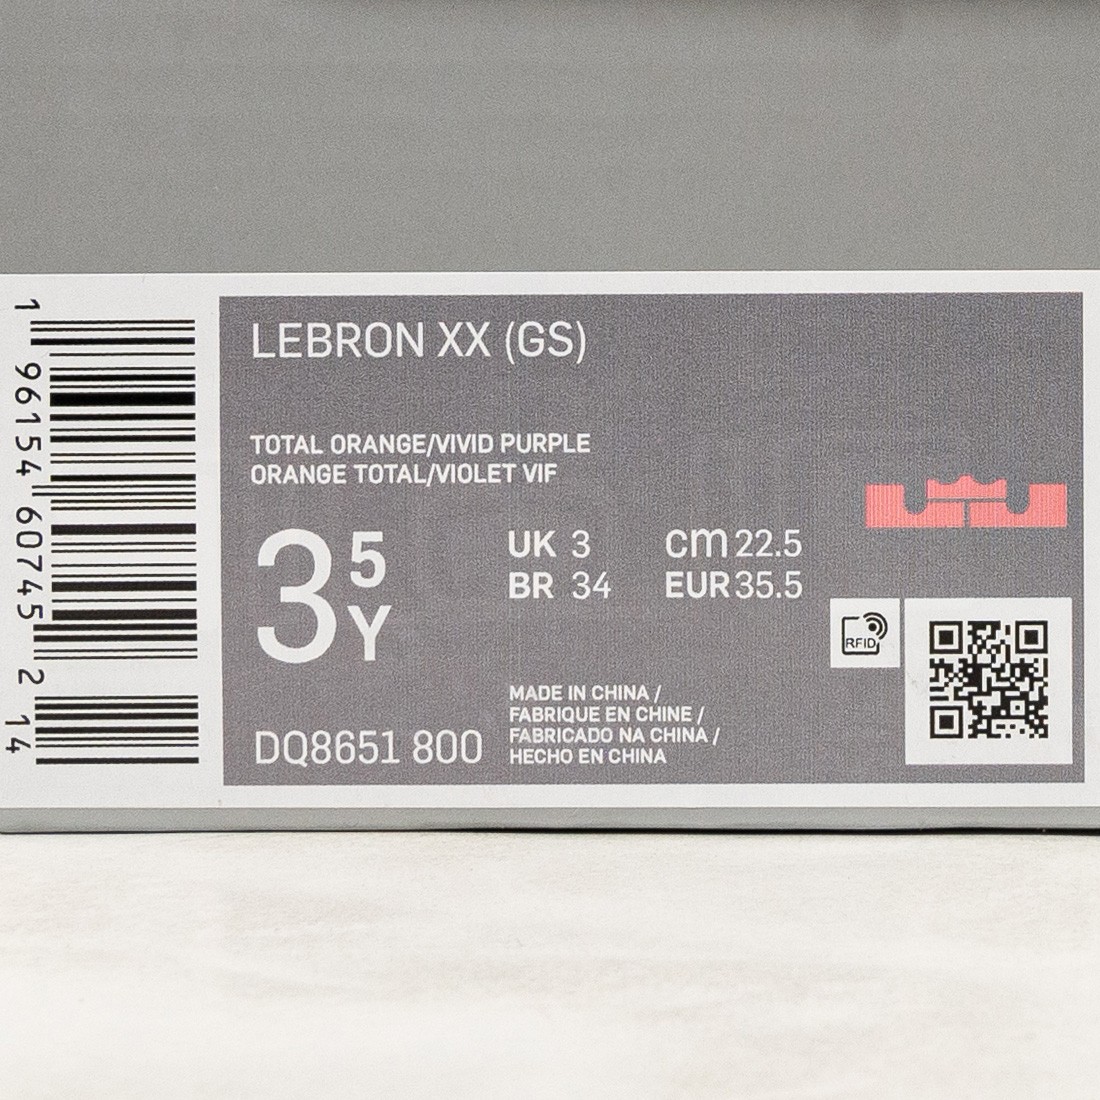 LEBRON XX (GS)
TOTAL ORANGE/VIVID PURPLE
ORANGE TOTAL/VIOLET VIF
3 5 Y
UK 3
BR 34
cm 22.5
EUR 35.5
RFID
DQ8651 800
MADE IN CHINA /
FABRIQUE EN CHINE /
FABRICADO NA CHINA /
HECHO EN CHINA
1 96154 60745 2 14